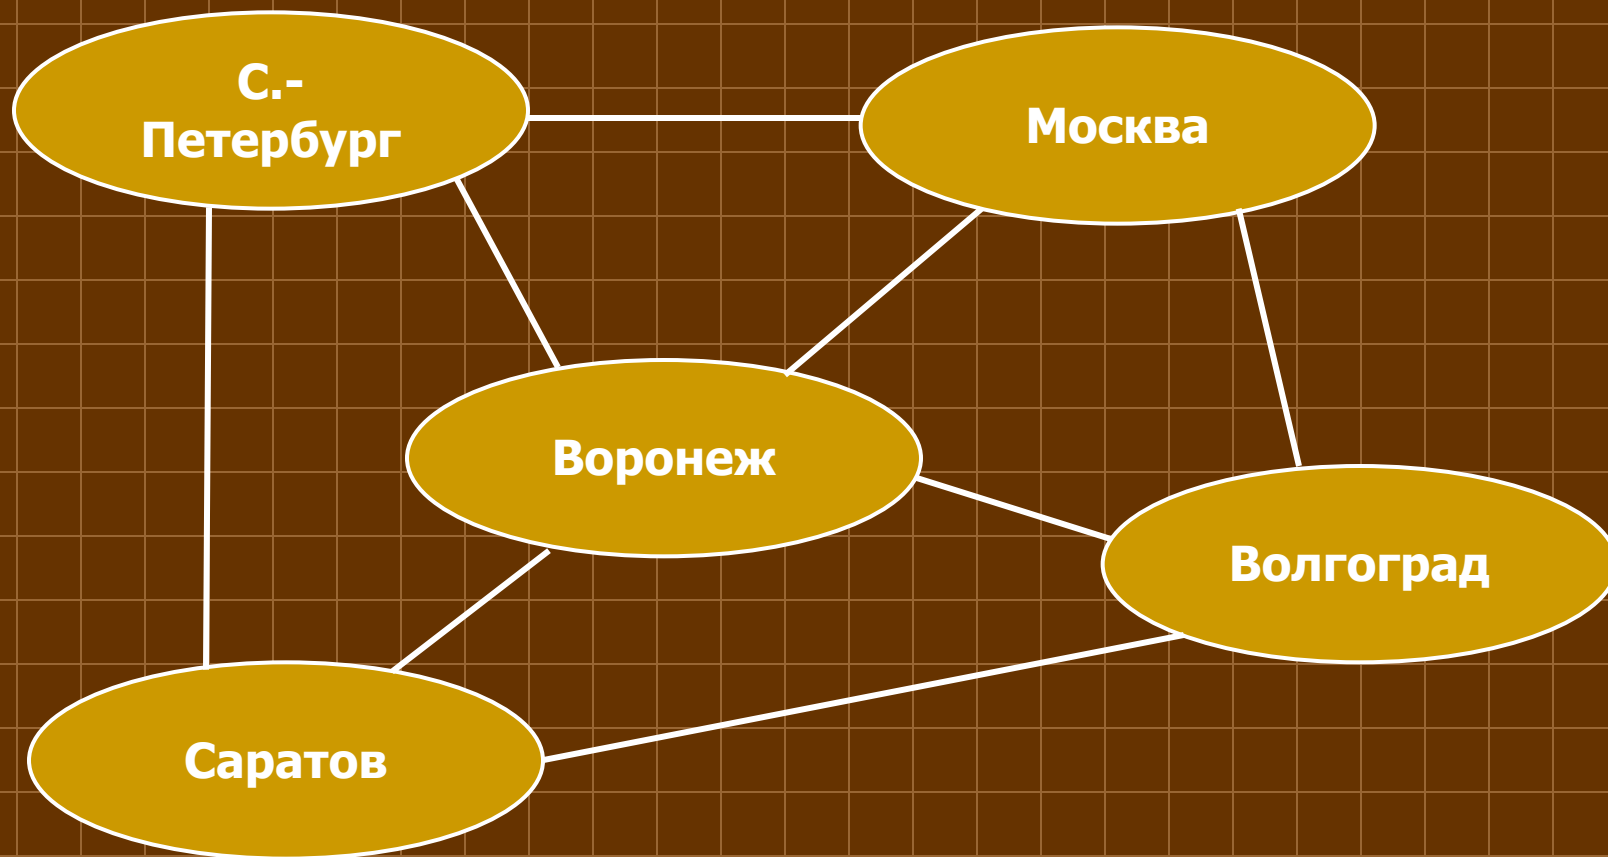 С.-
Петербург
Москва
Воронеж
Волгоград
Саратов